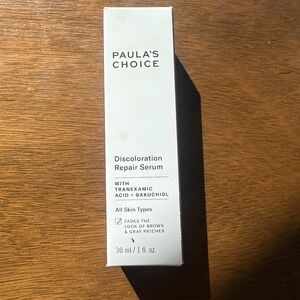 PAULA'S
CHOICE
Discoloration
Repair Serum
WITH
TRANEXAMIC
ACID + BAKUCHIOL
All Skin Types
FADES THE
LOOK OF BROWN
& GRAY PATCHES
30 ml / 1 fl. oz.